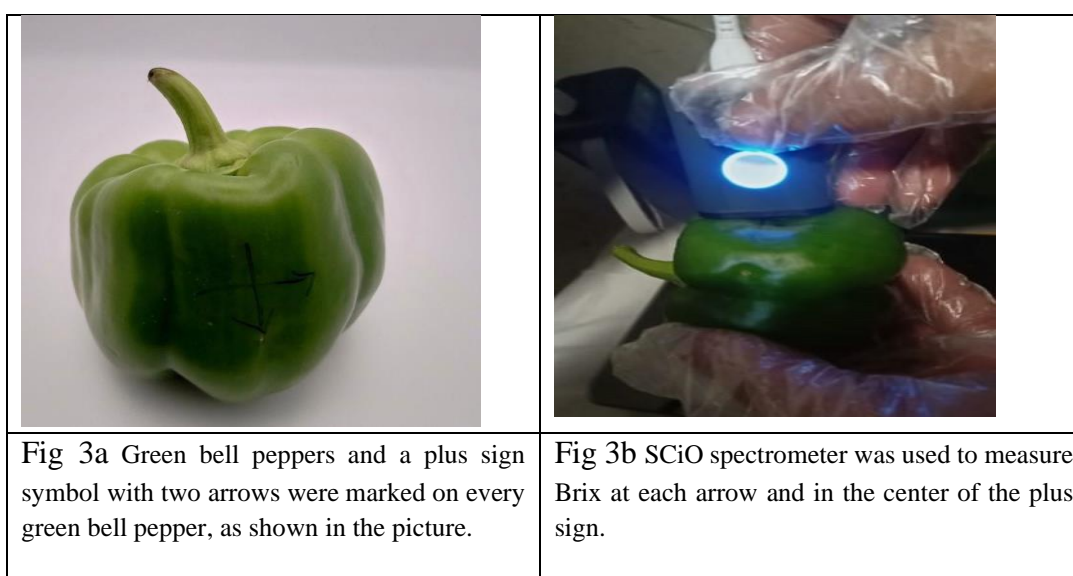 Fig 3a Green bell peppers and a plus sign
symbol with two arrows were marked on every
green bell pepper, as shown in the picture.
Fig 3b SCiO spectrometer was used to measure
Brix at each arrow and in the center of the plus
sign.